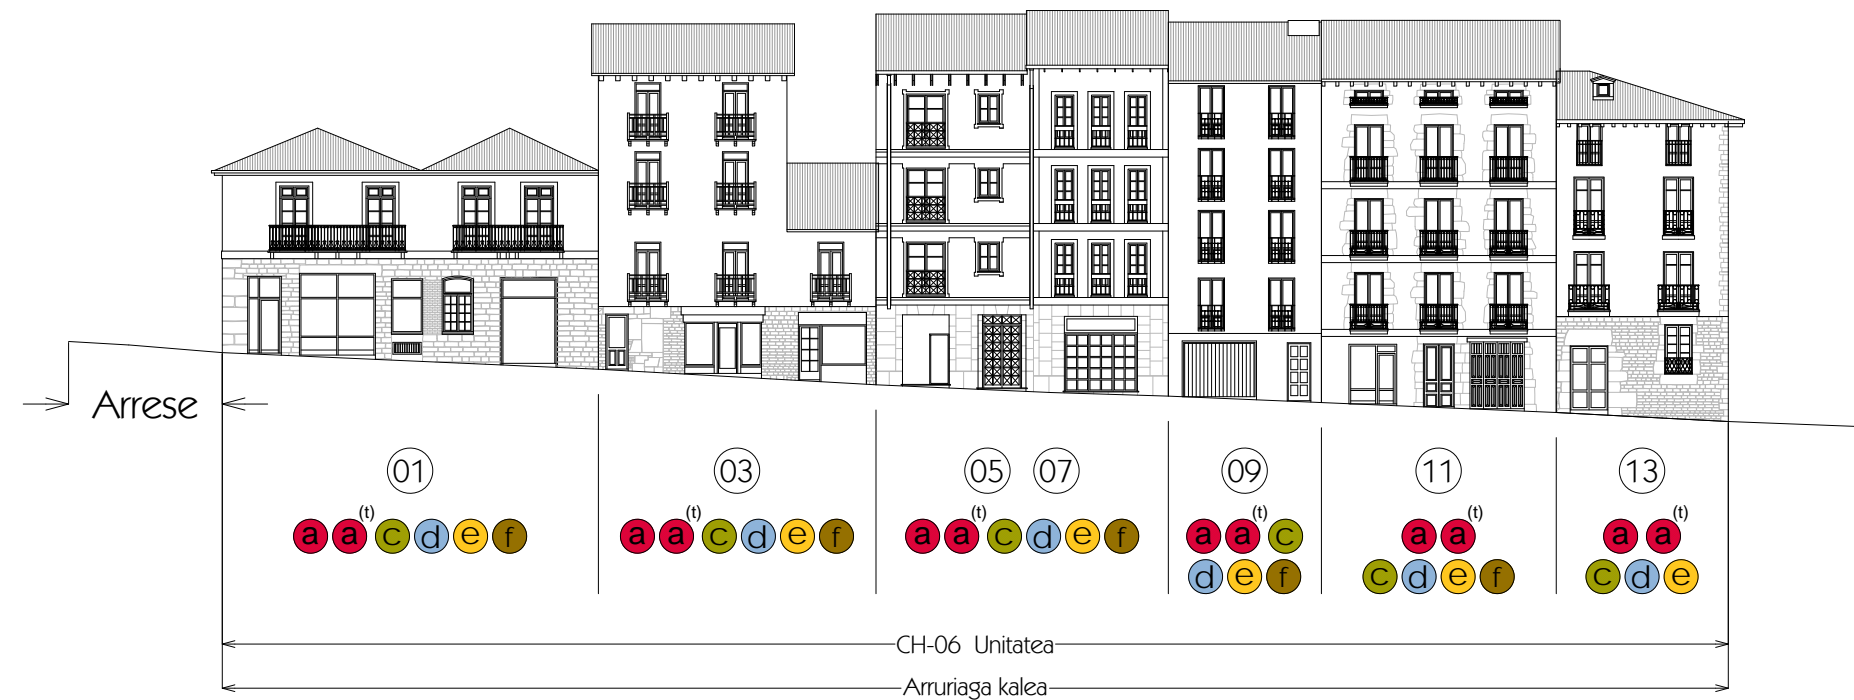 Arrese
01 03 05 07 09 11 13
a a (t) c d e f
a a (t) c d e f
a a (t) c d e f
a a (t) c
d e f
a a (t)
c d e f
a a (t)
c d e
CH-06 Unitatea
Arruriaga kalea